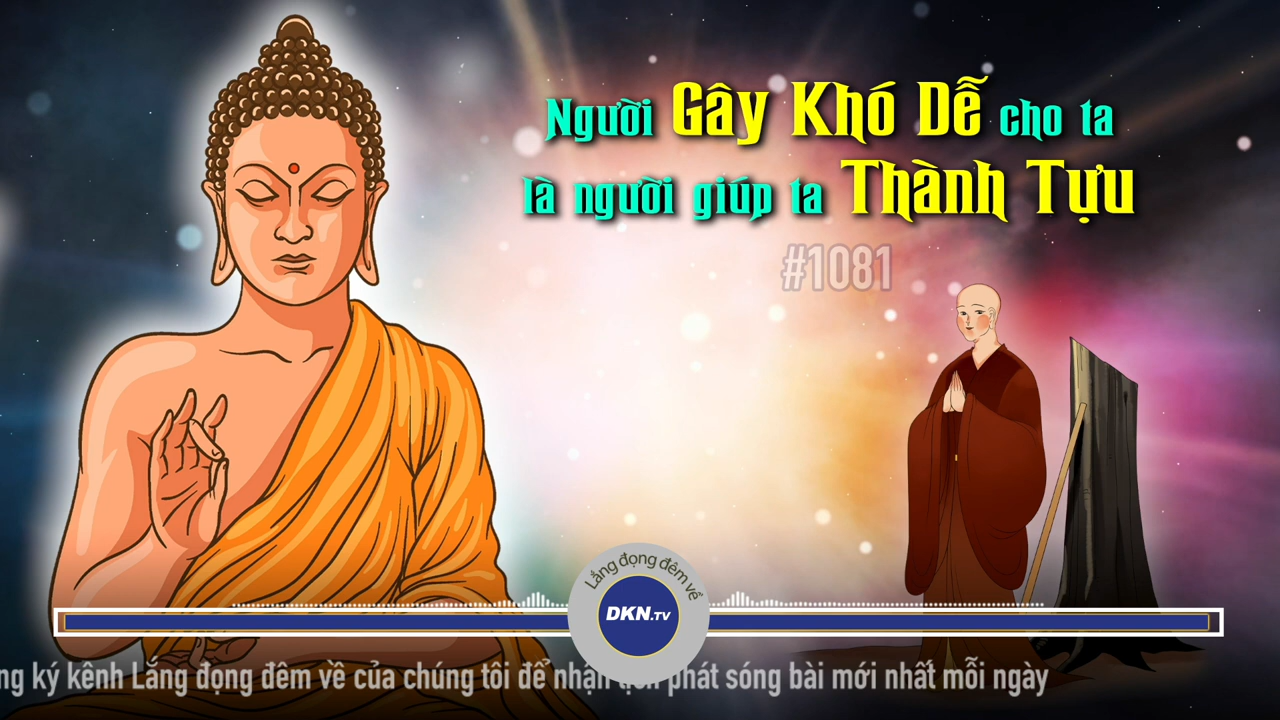 Người Gây Khó Dễ cho ta
là người giúp ta Thành Tựu
#1081
Lắng đọng đêm về
DKN.TV
ng ký kênh Lắng đọng đêm về của chúng tôi để nhận phát sóng bài mới nhất mỗi ngày